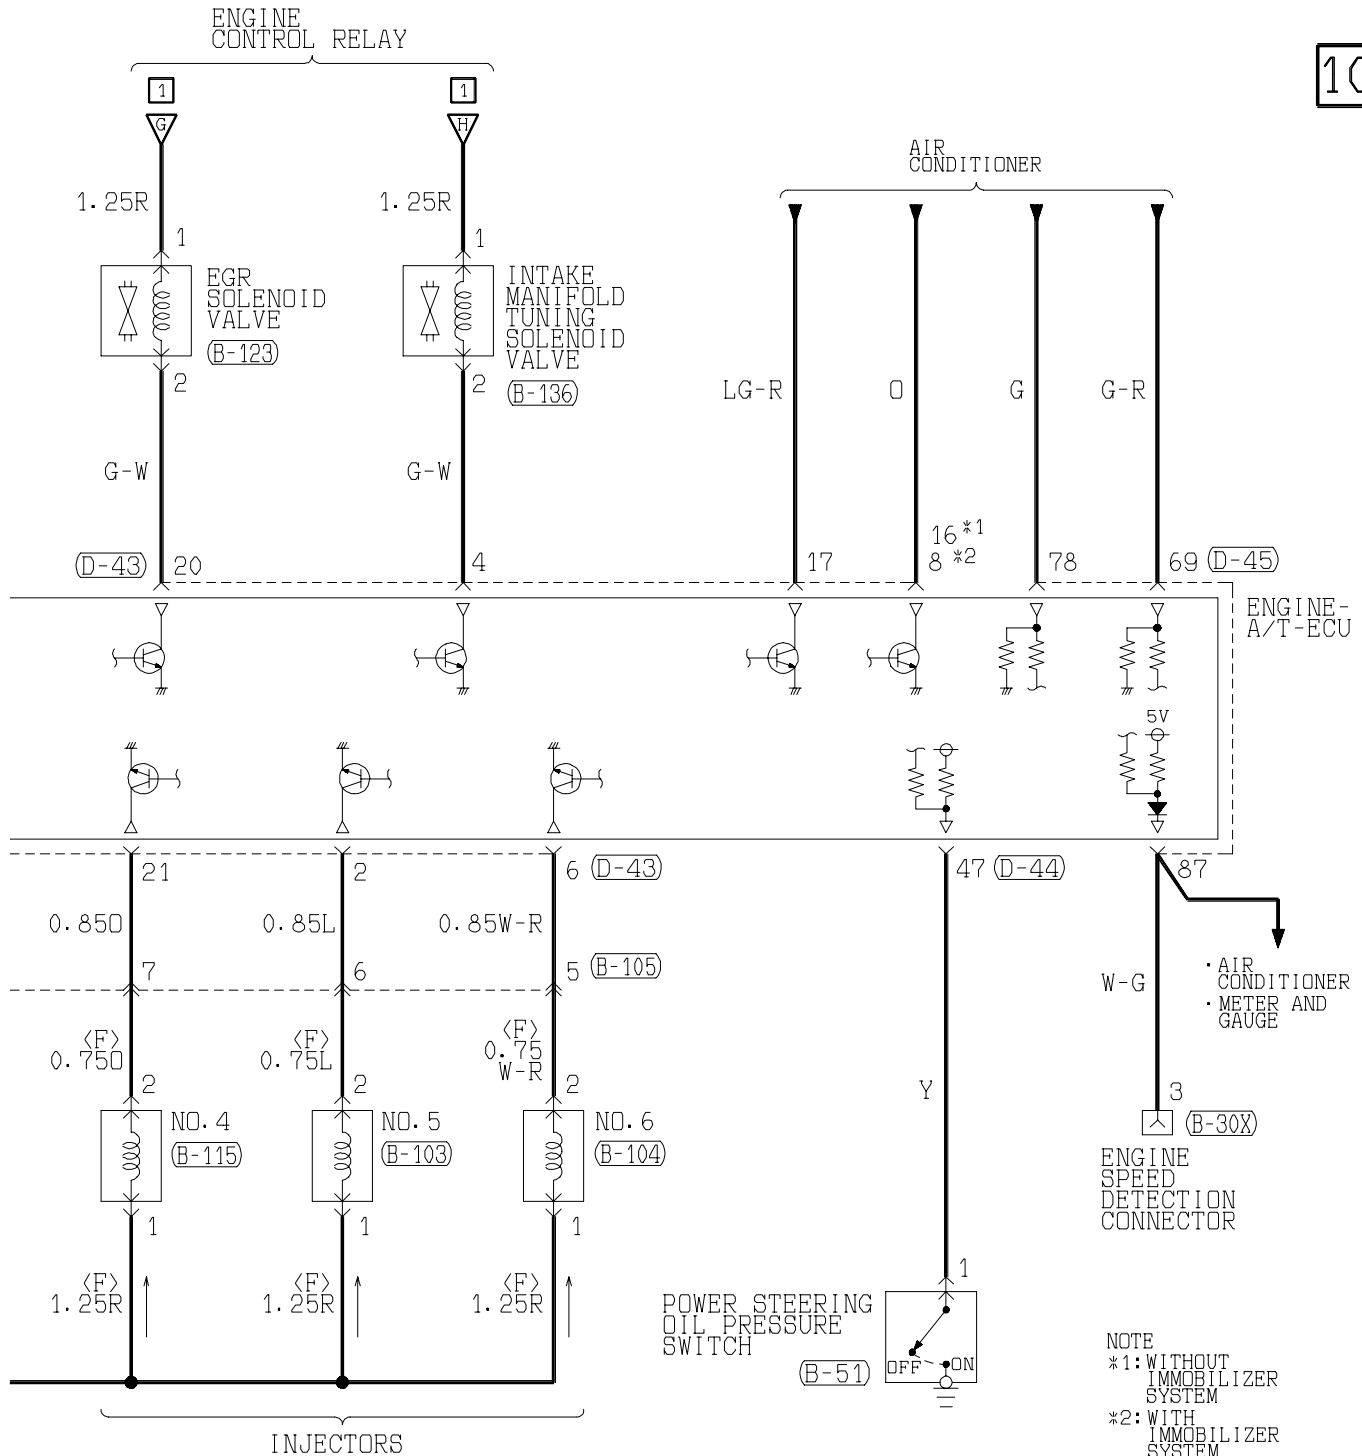 ENGINE
CONTROL RELAY
1
1
G
H
10
AIR
CONDITIONER
1.25R
1.25R
1
1
EGR
SOLENOID
VALVE
(B-123)
INTAKE
MANIFOLD
TUNING
SOLENOID
VALVE
(B-136)
2
2
LG-R
O
G
G-R
G-W
G-W
16 *1
(D-43) 20
4
17
8 *2
78
69 (D-45)
ENGINE-
A/T-ECU
5V
21
2
6 (D-43)
47 (D-44)
87
0.85O
0.85L
0.85W-R
7
6
5 (B-105)
· AIR
CONDITIONER
· METER AND
GAUGE
W-G
<F>
0.75O
<F>
0.75L
<F>
0.75
W-R
2
2
2
Y
3
NO.4
(B-115)
NO.5
(B-103)
NO.6
(B-104)
(B-30X)
ENGINE
SPEED
DETECTION
CONNECTOR
1
1
1
1
<F>
1.25R
<F>
1.25R
<F>
1.25R
POWER STEERING
OIL PRESSURE
SWITCH
(B-51)
OFF
ON
NOTE
*1: WITHOUT
IMMOBILIZER
SYSTEM
*2: WITH
IMMOBILIZER
SYSTEM
INJECTORS